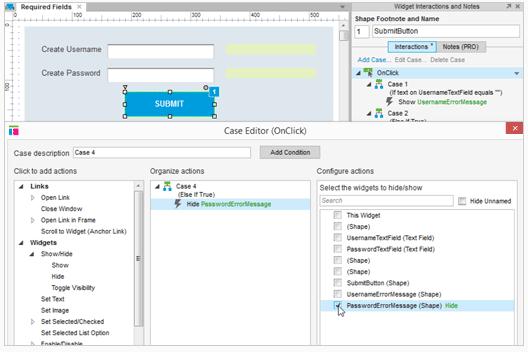 Required Fields
Widget Interactions and Notes
0 100 200 300 400 500
Shape Footnote and Name
1 SubmitButton
Create Username
Interactions * Notes (PRO)
Add Case... Edit Case... Delete Case
Create Password
OnClick
100
Case 1
(If text on UsernameTextField equals "")
SUBMIT
1
Show UsernameErrorMessage
Case 2
(Else If True)
Case Editor (OnClick)
Case description Case 4 Add Condition
Click to add actions Organize actions Configure actions
Links
Open Link
Close Window
Open Link in Frame
Scroll to Widget (Anchor Link)
Widgets
Show/Hide
Show
Hide
Toggle Visibility
Set Text
Set Image
Set Selected/Checked
Set Selected List Option
Enable/Disable
Case 4
(Else If True)
Hide PasswordErrorMessage
Select the widgets to hide/show
Search Hide Unnamed
This Widget
(Shape)
UsernameTextField (Text Field)
PasswordTextField (Text Field)
(Shape)
(Shape)
SubmitButton (Shape)
UsernameErrorMessage (Shape)
PasswordErrorMessage (Shape) Hide